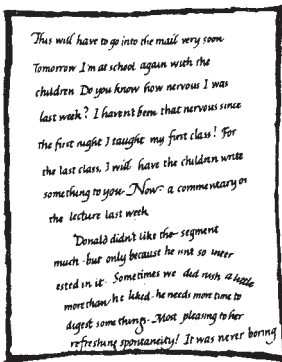 This will have to go into the mail very soon
Tomorrow I'm at school again with the
children Do you know how nervous I was
last week? I haven't been that nervous since
the first night I taught my first class! For
the last class, I will have the children write
something to you - Now - a commentary on
the lecture last week
Donald didn't like the segment
much - but only because he isnt so inter
ested in it - Sometimes we did rush a little
more than he liked - he needs more time to
digest some things - Most pleasing to her
refreshing spontaneity! It was never boring